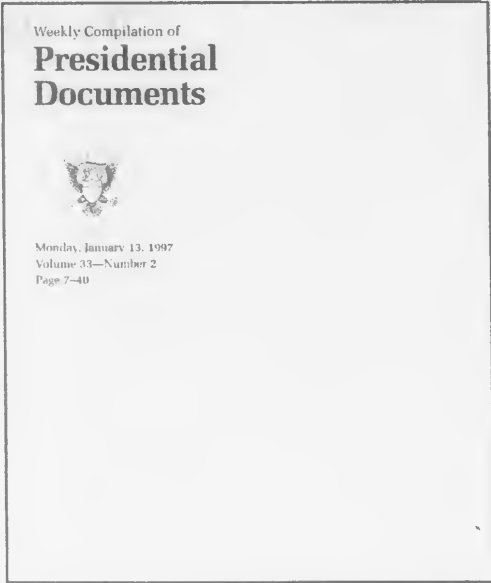 Weekly Compilation of
Presidential
Documents
Monday, January 13, 1997
Volume 33—Number 2
Page 7–40